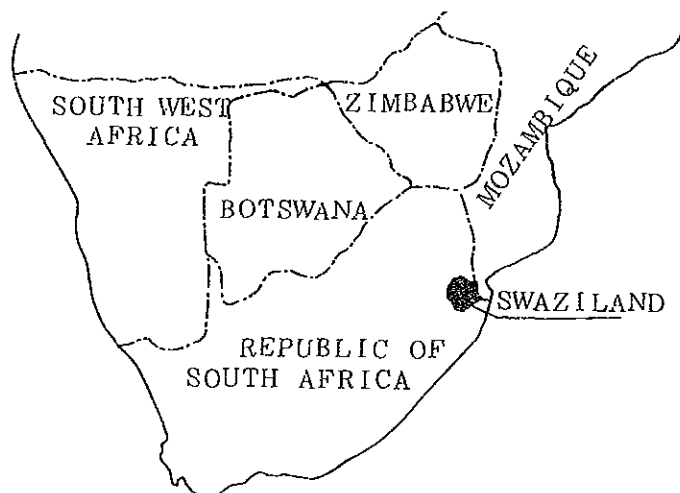 SOUTH WEST
AFRICA
ZIMBABWE
MOZAMBIQUE
BOTSWANA
SWAZILAND
REPUBLIC OF
SOUTH AFRICA